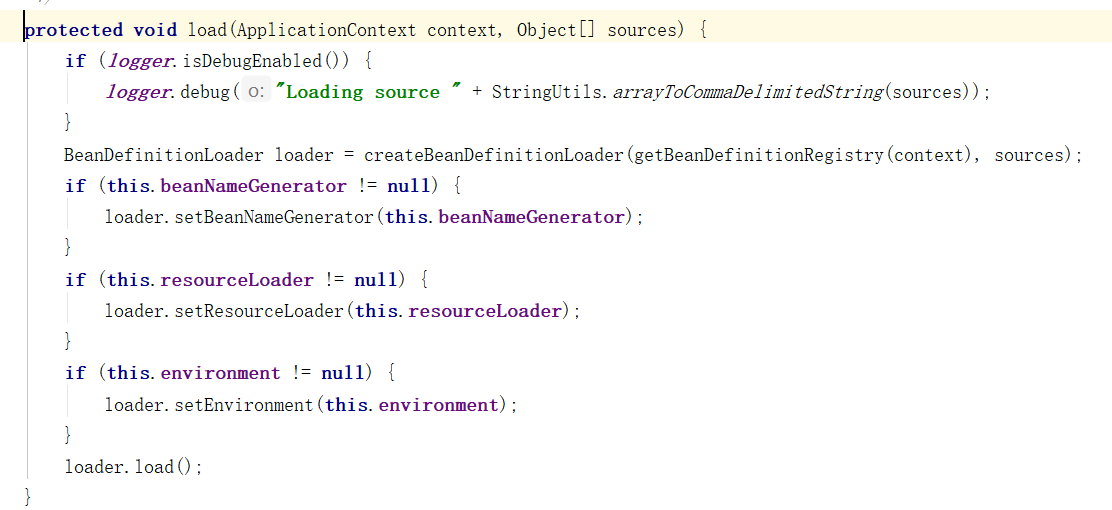 */
protected void load(ApplicationContext context, Object[] sources) {
    if (logger.isDebugEnabled()) {
        logger.debug( o: "Loading source " + StringUtils.arrayToCommaDelimitedString(sources));
    }
    BeanDefinitionLoader loader = createBeanDefinitionLoader(getBeanDefinitionRegistry(context), sources);
    if (this.beanNameGenerator != null) {
        loader.setBeanNameGenerator(this.beanNameGenerator);
    }
    if (this.resourceLoader != null) {
        loader.setResourceLoader(this.resourceLoader);
    }
    if (this.environment != null) {
        loader.setEnvironment(this.environment);
    }
    loader.load();
}